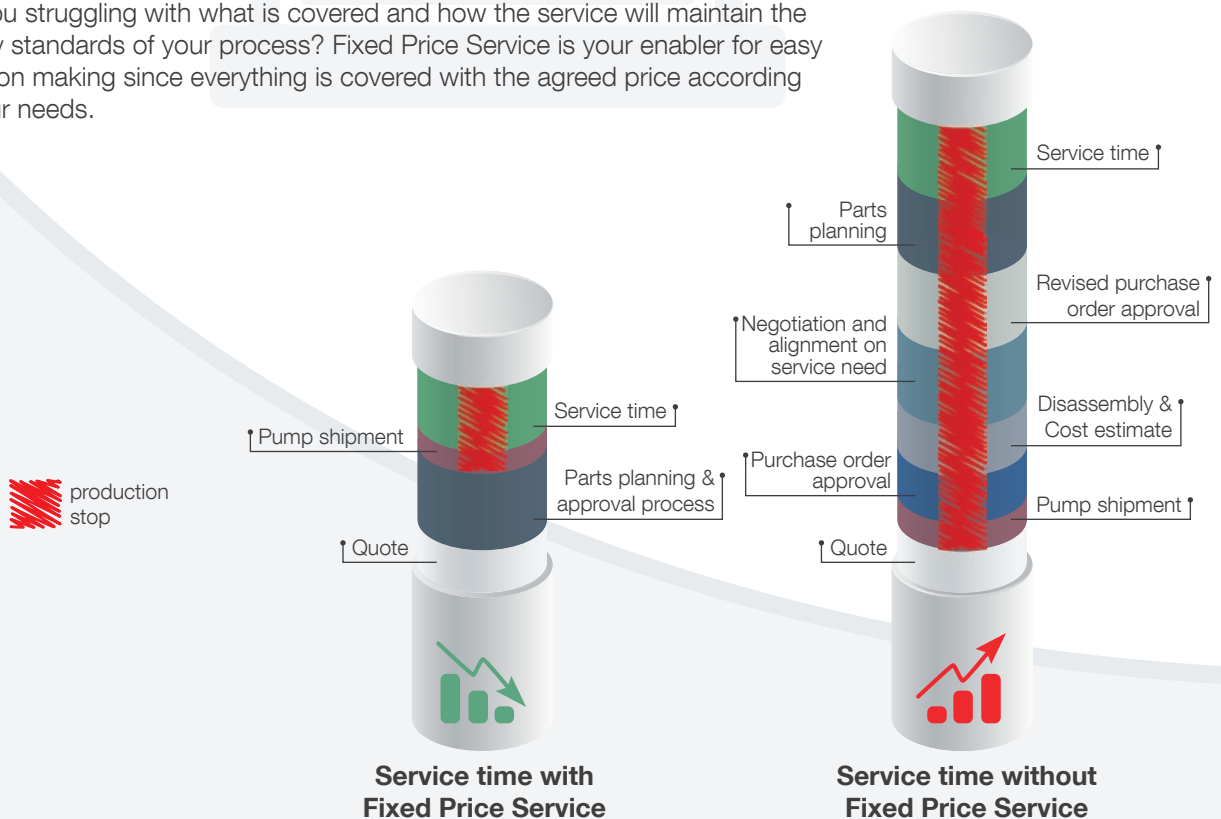 ou struggling with what is covered and how the service will maintain the
y standards of your process? Fixed Price Service is your enabler for easy
on making since everything is covered with the agreed price according
r needs.
Service time
Parts
planning
Revised purchase
order approval
Negotiation and
alignment on
service need
Disassembly &
Cost estimate
Purchase order
approval
Pump shipment
Quote
Service time
Pump shipment
Parts planning &
approval process
Quote
production
stop
Service time with
Fixed Price Service
Service time without
Fixed Price Service